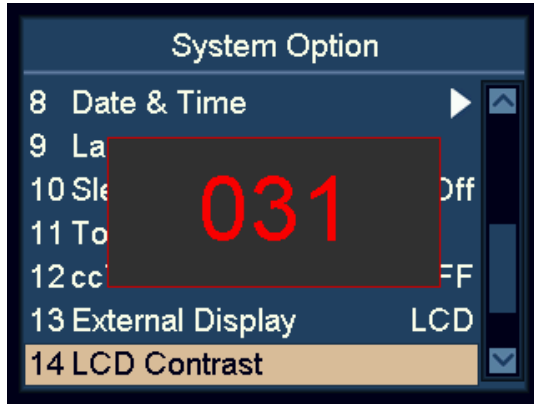 System Option
8 Date & Time
9 La
10 Sle Off
031
11 To
12 cc FF
13 External Display LCD
14 LCD Contrast